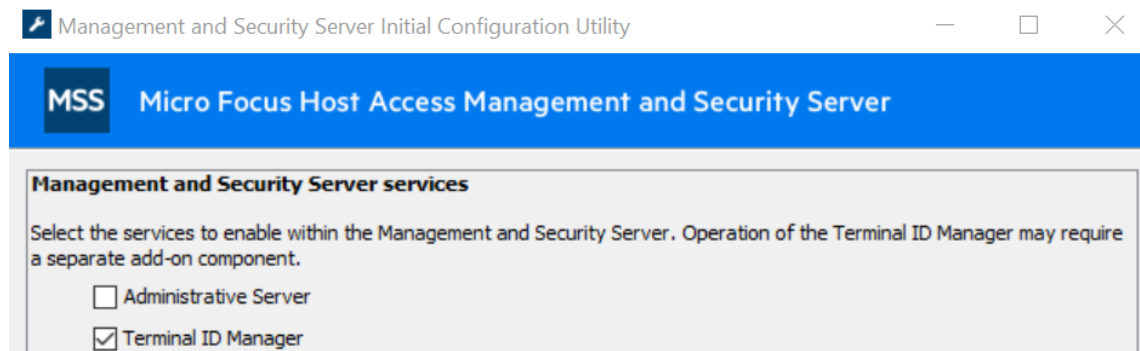 Management and Security Server Initial Configuration Utility
MSS Micro Focus Host Access Management and Security Server
Management and Security Server services
Select the services to enable within the Management and Security Server. Operation of the Terminal ID Manager may require
a separate add-on component.
Administrative Server
Terminal ID Manager